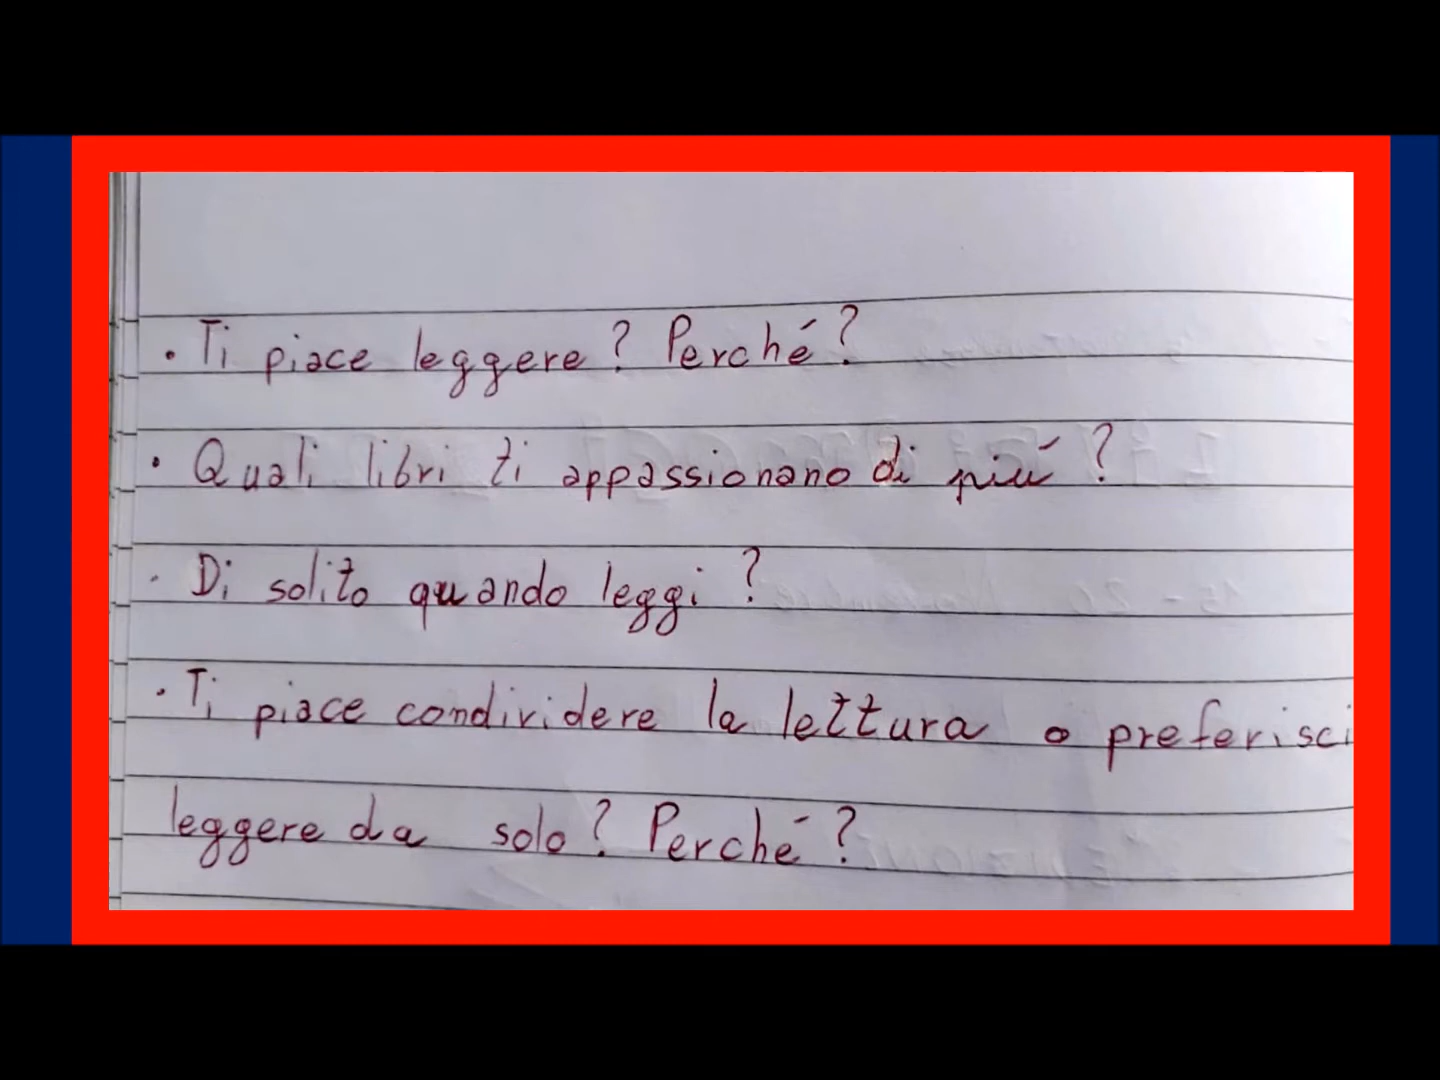 · Ti piace leggere? Perché?
· Quali libri ti appassionano di piú?
· Di solito quando leggi?
· Ti piace condividere la lettura o preferisci
leggere da solo? Perché?